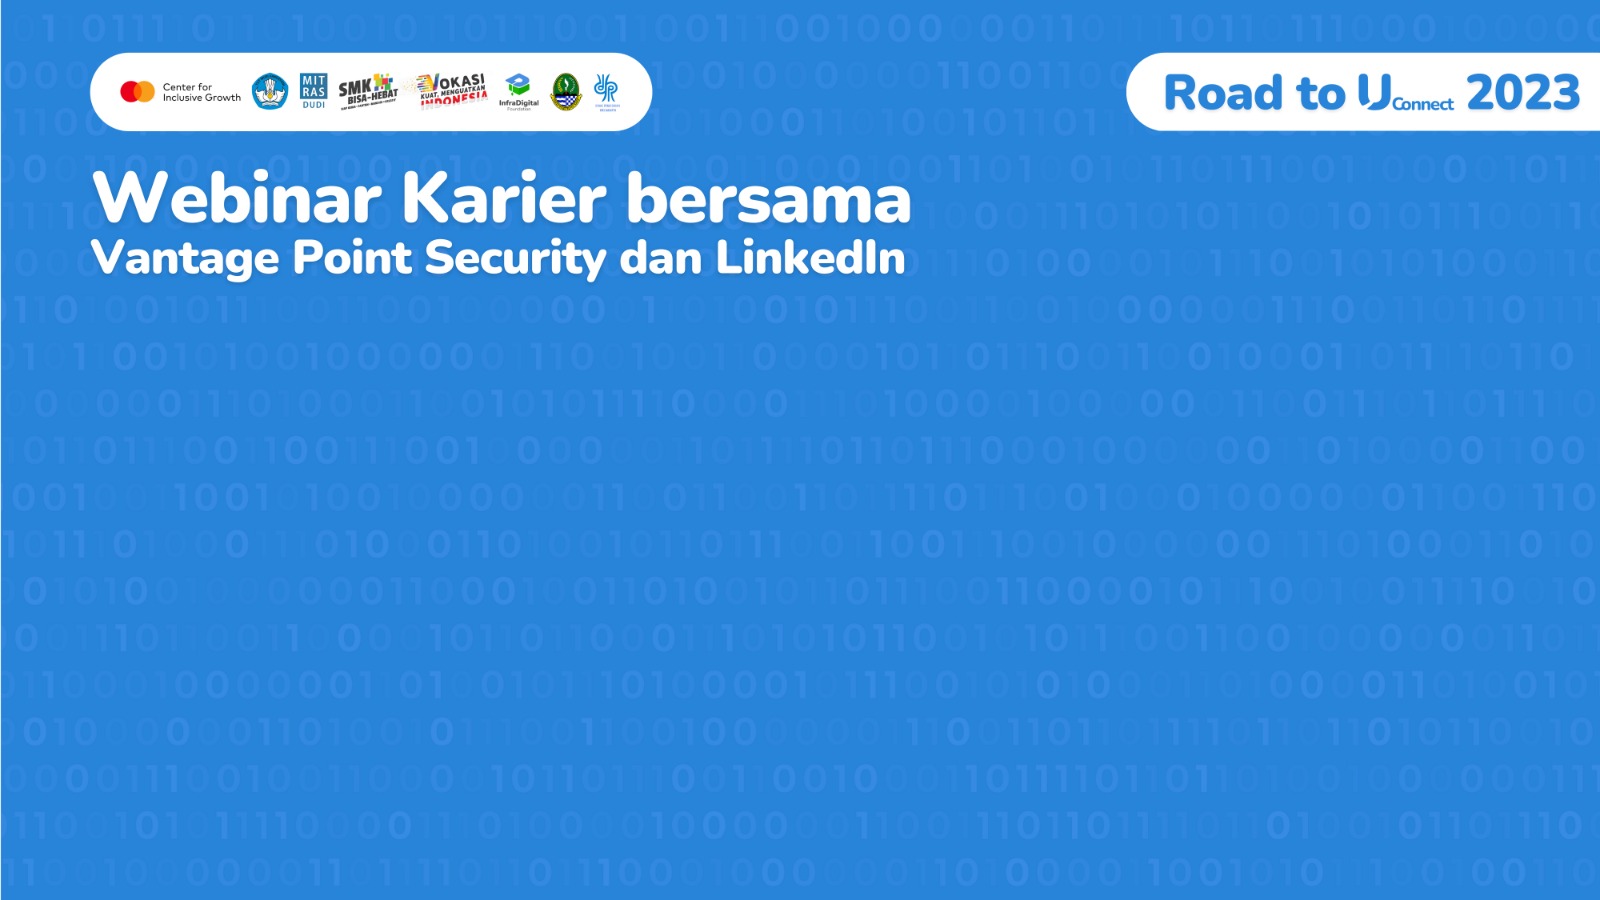 Center for
Inclusive Growth
MIT
RAS
DUDI
SMK
BISA-HEBAT
VOKASI
KUAT, MENGUATKAN
INDONESIA
InfraDigital
Foundation
Road to UConnect 2023
Webinar Karier bersama
Vantage Point Security dan LinkedIn